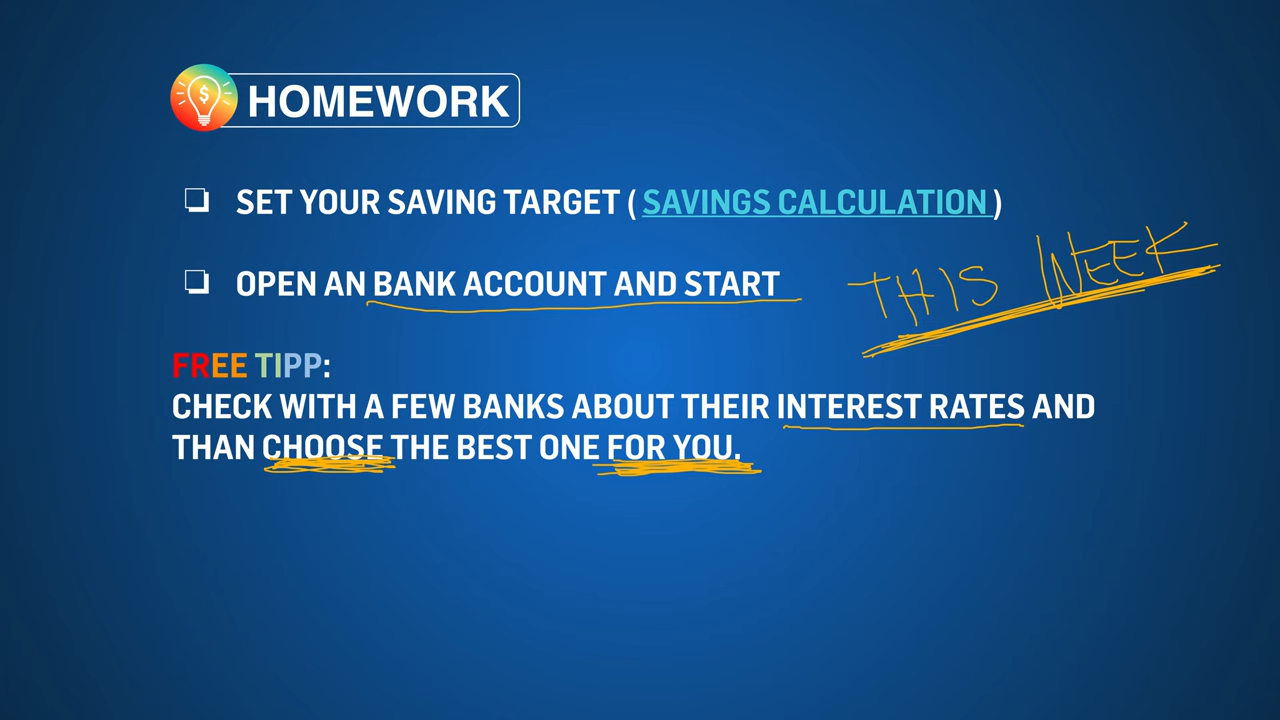 HOMEWORK
SET YOUR SAVING TARGET ( SAVINGS CALCULATION )
OPEN AN BANK ACCOUNT AND START
THIS WEEK
FREE TIPP:
CHECK WITH A FEW BANKS ABOUT THEIR INTEREST RATES AND
THAN CHOOSE THE BEST ONE FOR YOU.